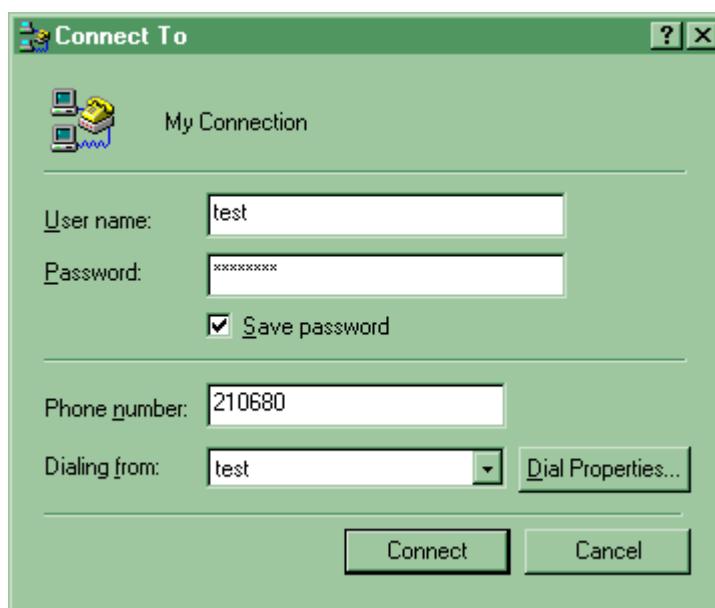 Connect To
My Connection
User name: test
Password: ********
Save password
Phone number: 210680
Dialing from: test Dial Properties...
Connect Cancel